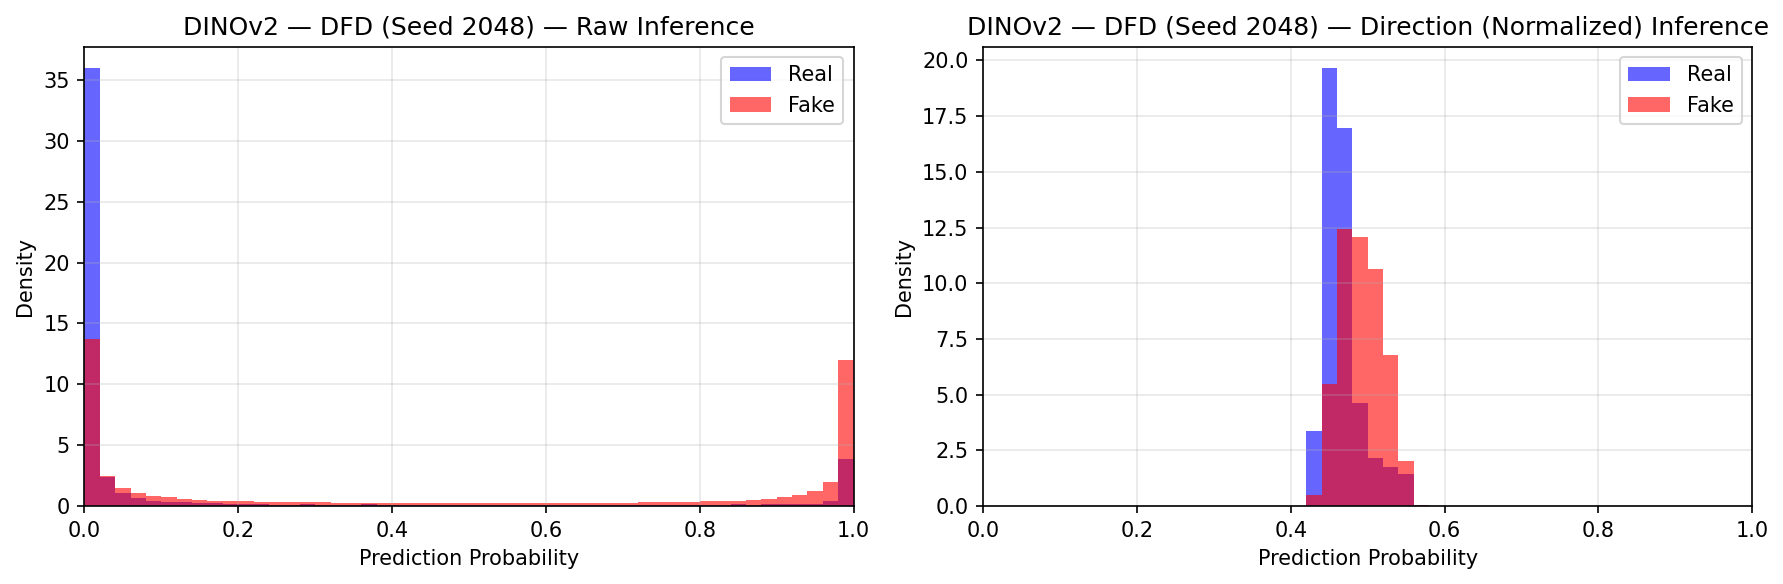 DINOv2 — DFD (Seed 2048) — Raw Inference
Real
Fake
35
30
25
20
15
10
5
0
Density
0.0 0.2 0.4 0.6 0.8 1.0
Prediction Probability
DINOv2 — DFD (Seed 2048) — Direction (Normalized) Inference
Real
Fake
20.0
17.5
15.0
12.5
10.0
7.5
5.0
2.5
0.0
Density
0.0 0.2 0.4 0.6 0.8 1.0
Prediction Probability